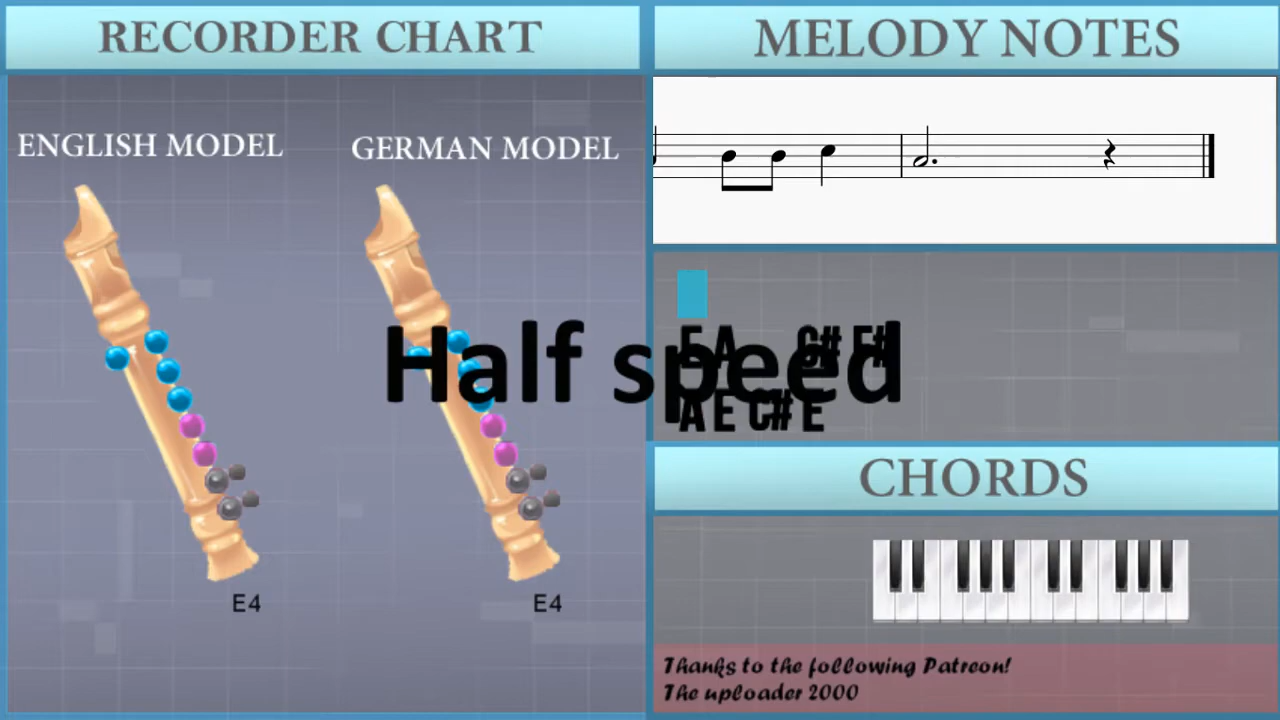 RECORDER CHART
MELODY NOTES
ENGLISH MODEL
GERMAN MODEL
Half speed
E A G# F#
A E C# E
CHORDS
E4
E4
Thanks to the following Patreon!
The uploader 2000